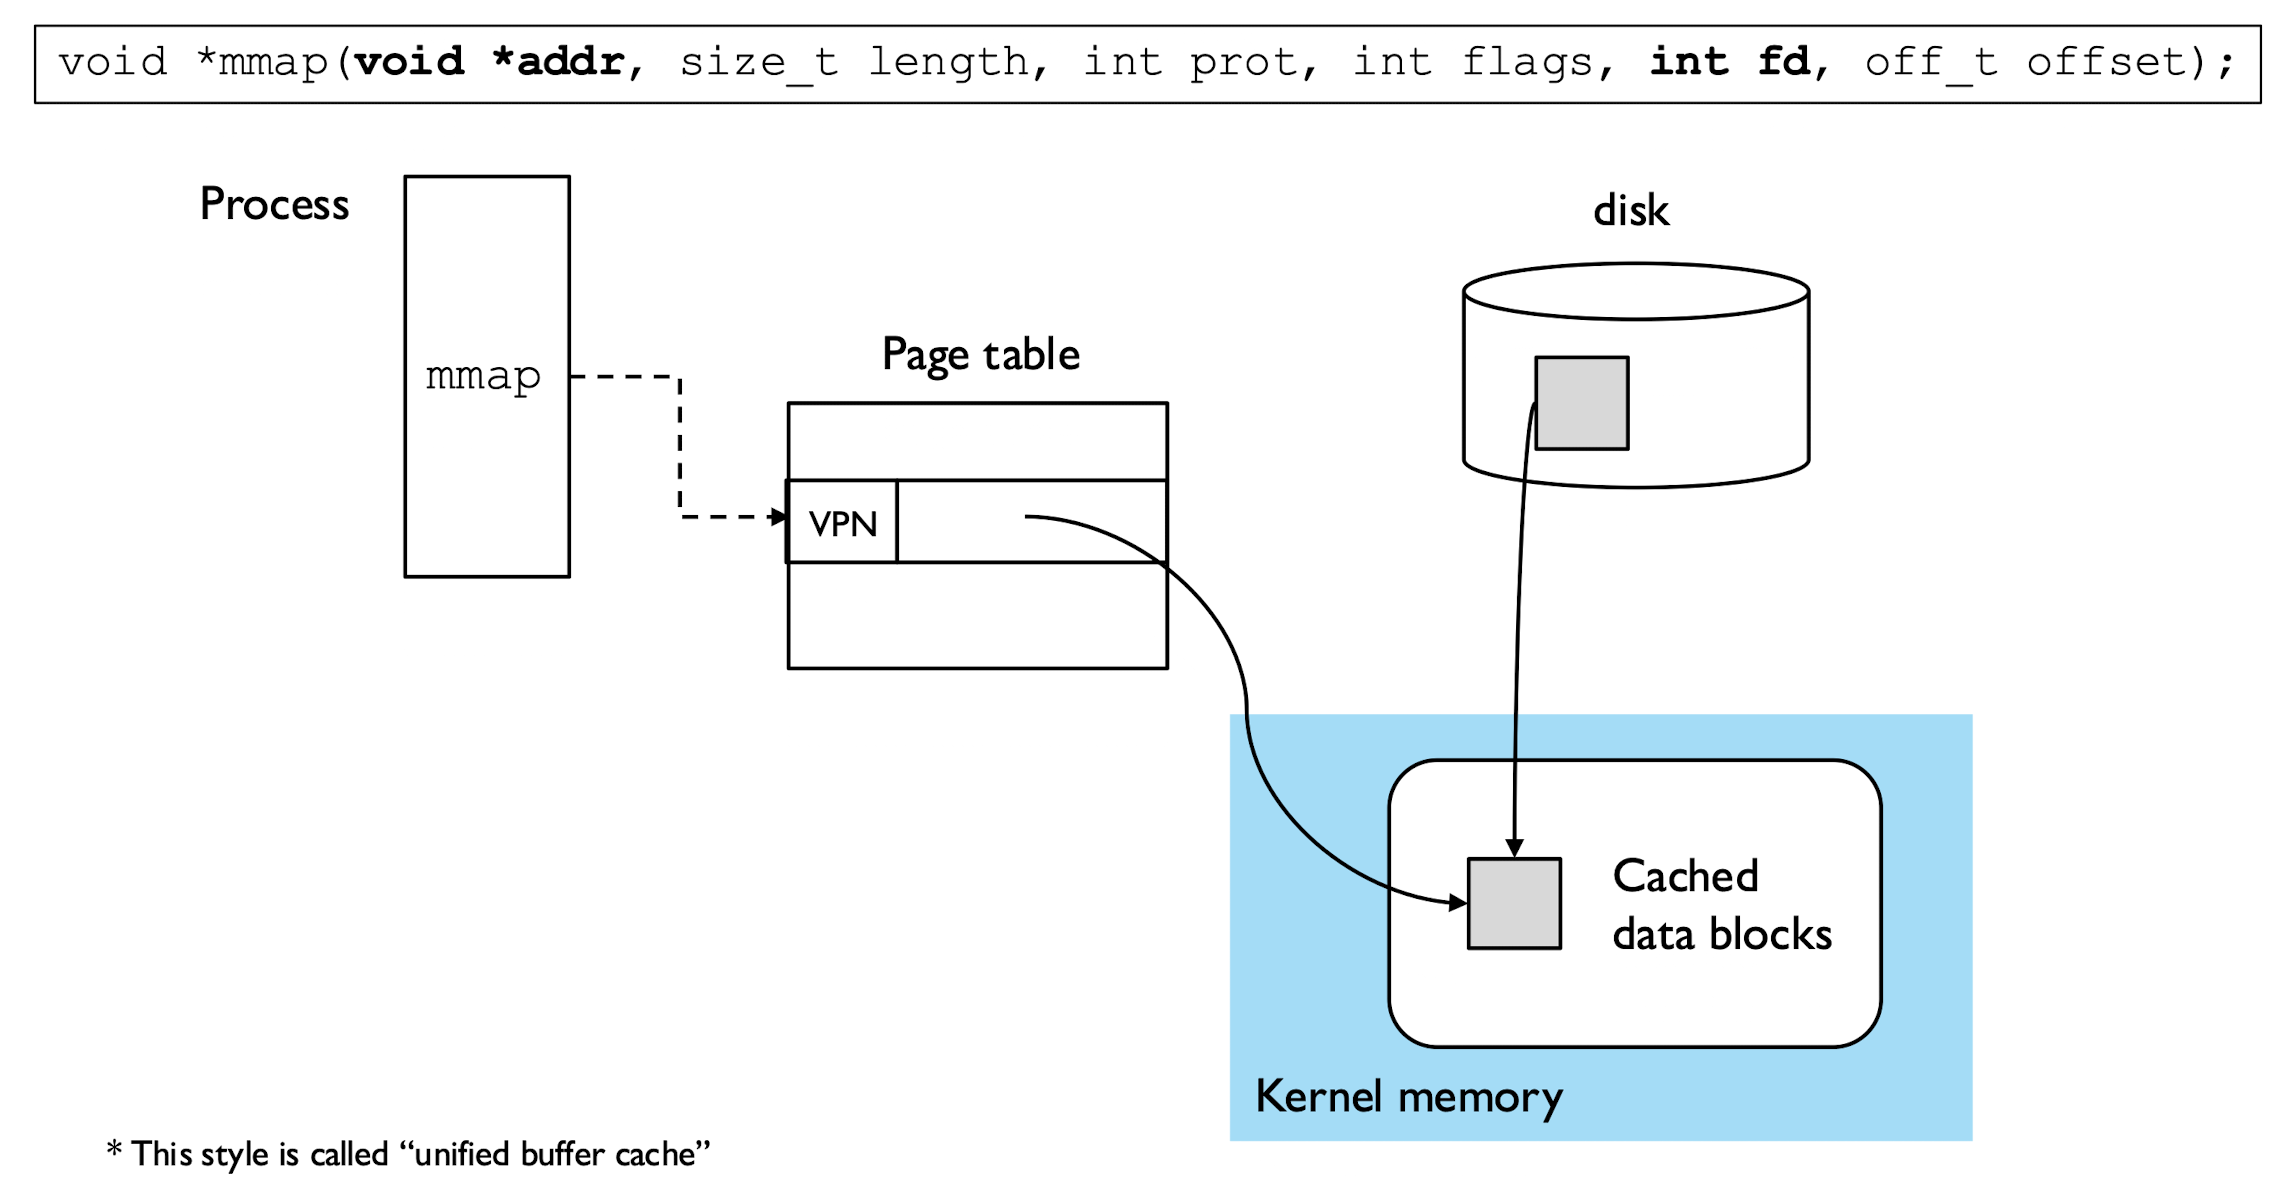 void *mmap(void *addr, size_t length, int prot, int flags, int fd, off_t offset);
Process
disk
mmap
Page table
VPN
Cached
data blocks
Kernel memory
* This style is called “unified buffer cache”